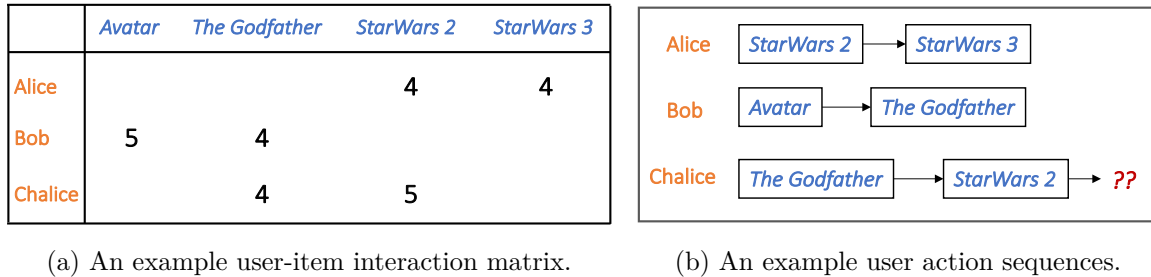 Avatar The Godfather StarWars 2 StarWars 3
Alice 4 4
Bob 5 4
Chalice 4 5
(a) An example user-item interaction matrix.
Alice StarWars 2 StarWars 3
Bob Avatar The Godfather
Chalice The Godfather StarWars 2 ??
(b) An example user action sequences.